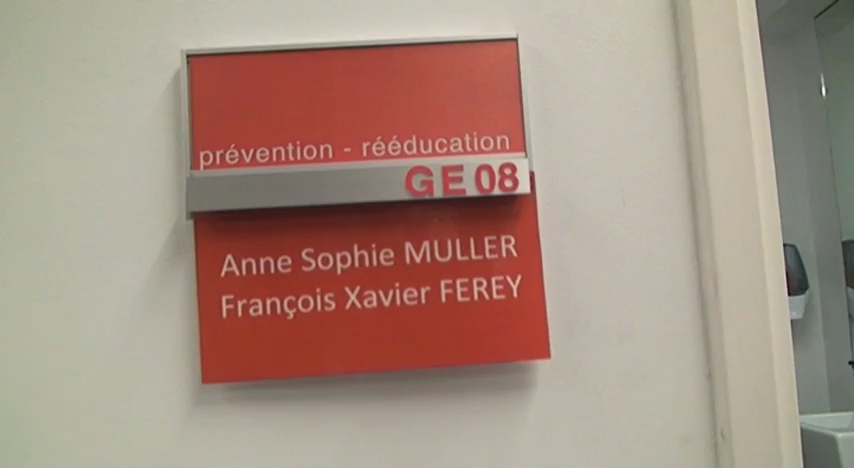 prévention - rééducation
GE 08
Anne Sophie MULLER
François Xavier FEREY